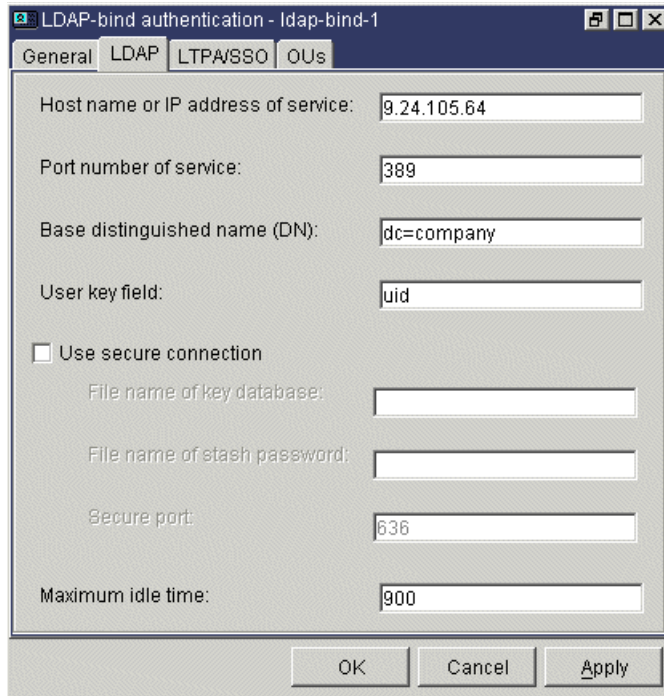 LDAP-bind authentication - ldap-bind-1
General LDAP LTPA/SSO OUs
Host name or IP address of service: 9.24.105.64
Port number of service: 389
Base distinguished name (DN): dc=company
User key field: uid
Use secure connection
File name of key database:
File name of stash password:
Secure port: 636
Maximum idle time: 900
OK Cancel Apply